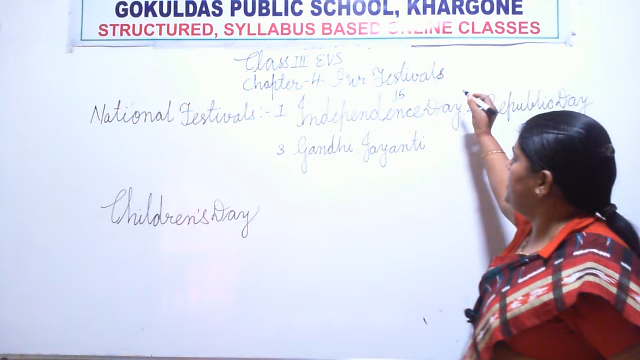 GOKULDAS PUBLIC SCHOOL, KHARGONE
STRUCTURED, SYLLABUS BASED ONLINE CLASSES
Class III EVS
Chapter-4 Our Festivals
15
National Festivals:- 1 Independence Day Republic Day
3 Gandhi Jayanti
Children's Day